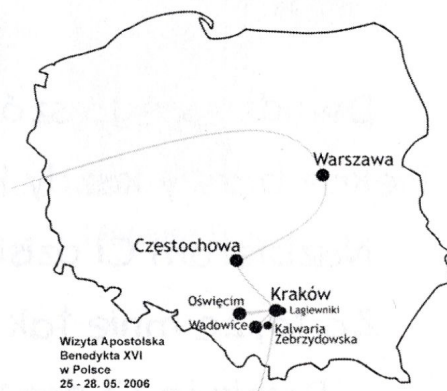 Warszawa
Częstochowa
Kraków
Łagiewniki
Oświęcim
Wadowice
Kalwaria
Zebrzydowska
Wizyta Apostolska
Benedykta XVI
w Polsce
25 - 28. 05. 2006